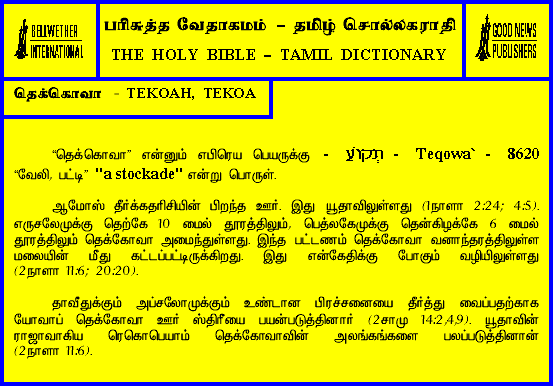 BELLWETHER
INTERNATIONAL
பரிசுத்த வேதாகமம் – தமிழ் சொல்லகராதி
THE HOLY BIBLE – TAMIL DICTIONARY
GOOD NEWS
PUBLISHERS
தெக்கொவா - TEKOAH, TEKOA
“தெக்கொவா” என்னும் எபிரெய பெயருக்கு - תְּקוֹעַ - Teqowa` - 8620
“வேலி, பட்டி” "a stockade" என்று பொருள்.
ஆமோஸ் தீர்க்கதரிசியின் பிறந்த ஊர். இது யூதாவிலுள்ளது (1நாளா 2:24; 4:5).
எருசலேமுக்கு தெற்கே 10 மைல் தூரத்திலும், பெத்லகேமுக்கு தென்கிழக்கே 6 மைல்
தூரத்திலும் தெக்கொவா அமைந்துள்ளது. இந்த பட்டணம் தெக்கொவா வனாந்தரத்திலுள்ள
மலையின் மீது கட்டப்பட்டிருக்கிறது. இது என்கேதிக்கு போகும் வழியிலுள்ளது
(2நாளா 11:6; 20:20).
தாவீதுக்கும் அப்சலோமுக்கும் உண்டான பிரச்சனையை தீர்த்து வைப்பதற்காக
யோவாப் தெக்கோவா ஊர் ஸ்திரீயை பயன்படுத்தினார் (2சாமு 14:2,4,9). யூதாவின்
ராஜாவாகிய ரெகொபெயாம் தெக்கோவாவின் அலங்கங்களை பலப்படுத்தினான்
(2நாளா 11:6).